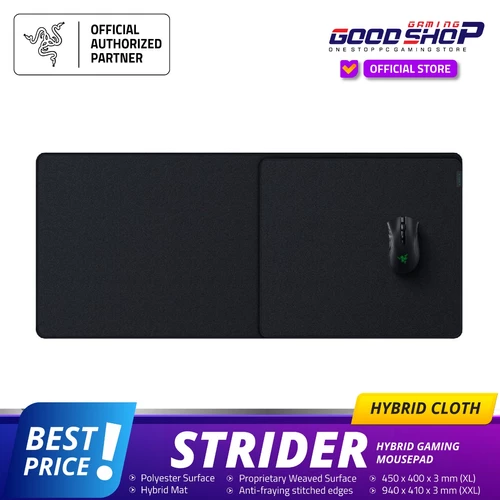 OFFICIAL
AUTHORIZED
PARTNER
GAMING
GOODSHOP
ONE STOP PC GAMING STORE
OFFICIAL STORE
HYBRID CLOTH
BEST
PRICE!
STRIDER
HYBRID GAMING
MOUSEPAD
Polyester Surface
Proprietary Weaved Surface
450 x 400 x 3 mm (XL)
Hybrid Mat
Anti-fraying stitched edges
940 x 410 x 3 mm (XXL)